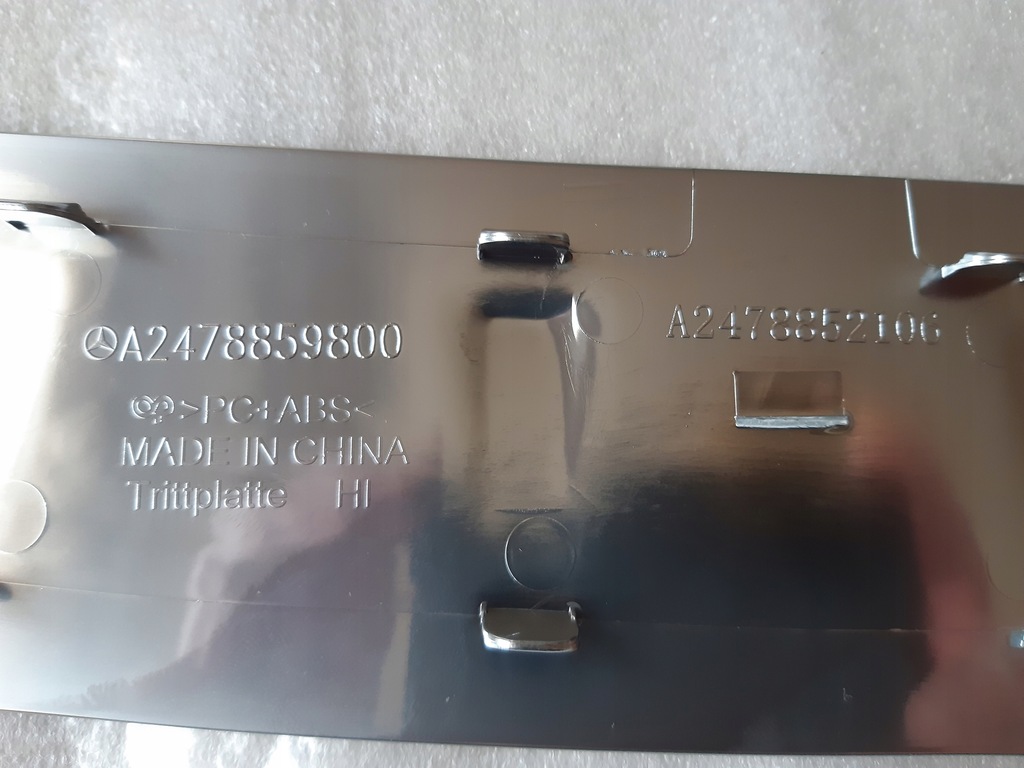 A2478859800
A2478852106
>PC+ABS<
MADE IN CHINA
Trittplatte HI